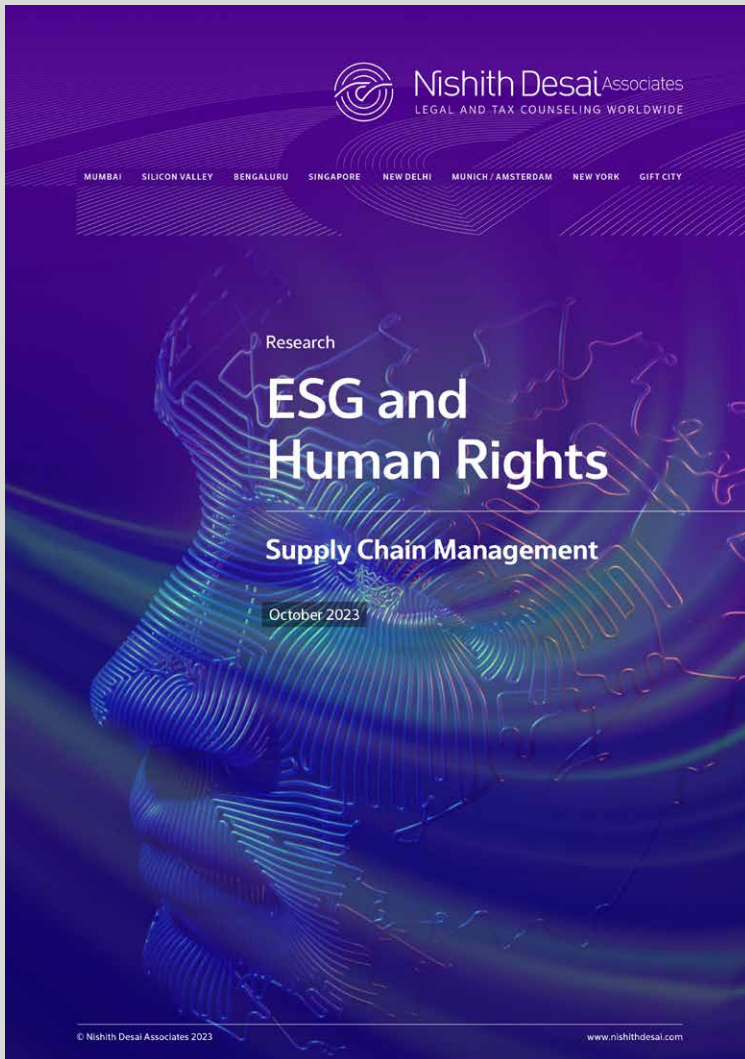 Nishith Desai Associates
LEGAL AND TAX COUNSELING WORLDWIDE
MUMBAI SILICON VALLEY BENGALURU SINGAPORE NEW DELHI MUNICH / AMSTERDAM NEW YORK GIFT CITY
Research
ESG and
Human Rights
Supply Chain Management
October 2023
© Nishith Desai Associates 2023 www.nishithdesai.com